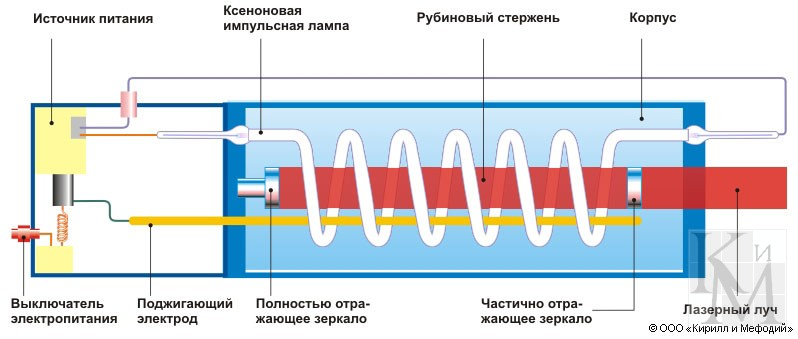 Источник питания
Ксеноновая
импульсная лампа
Рубиновый стержень
Корпус
Выключатель
электропитания
Поджигающий
электрод
Полностью отра-
жающее зеркало
Частично отра-
жающее зеркало
Лазерный луч
К и М
© ООО «Кирилл и Мефодий»